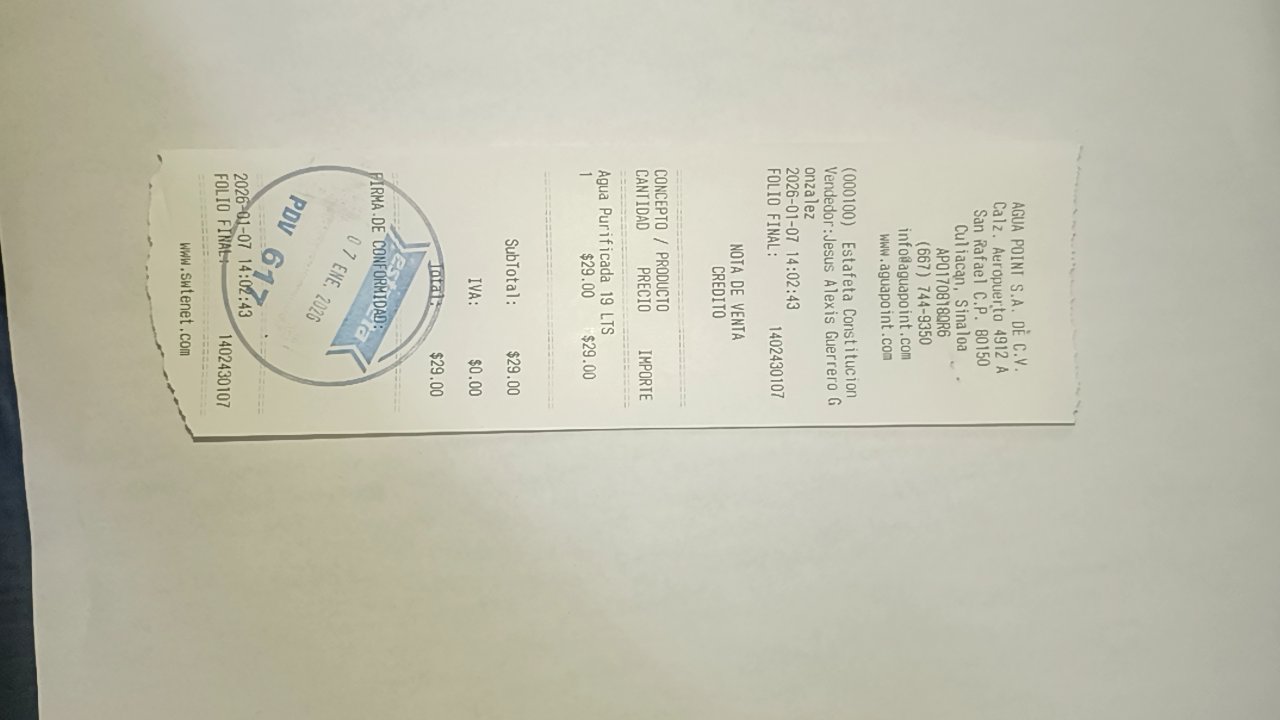 AGUA POINT S.A. DE C.V.
Calz. Aeropuerto 4912 A
San Rafael C.P. 80150
Culiacan, Sinaloa
APO170818QR6
(667) 744-9350
info@aguapoint.com
www.aguapoint.com
(000100) Estafeta Constitucion
Vendedor:Jesus Alexis Guerrero G
onzalez
2026-01-07 14:02:43
FOLIO FINAL: 1402430107
NOTA DE VENTA
CREDITO
CONCEPTO / PRODUCTO
CANTIDAD PRECIO IMPORTE
Agua Purificada 19 LTS
1 $29.00 $29.00
SubTotal: $29.00
IVA: $0.00
Total: $29.00
FIRMA DE CONFORMIDAD:
07 ENE. 2026
PDV 617
2026-01-07 14:02:43
FOLIO FINAL: 1402430107
www.swtenet.com